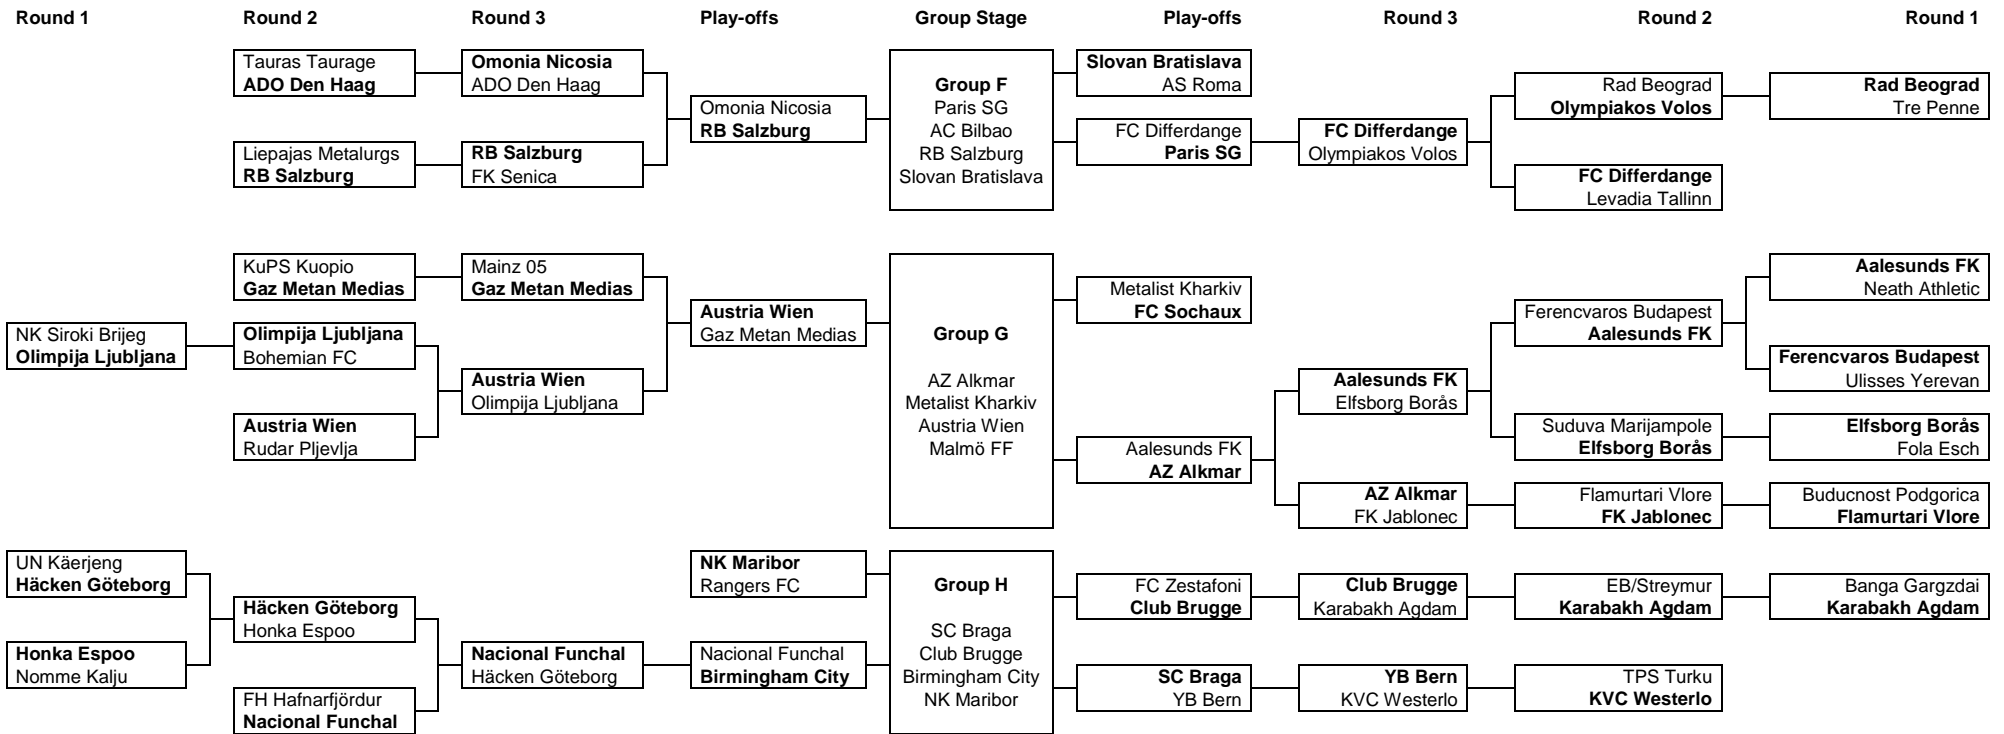 Round 1
Round 2
Round 3
Play-offs
Group Stage
Play-offs
Round 3
Round 2
Round 1
Tauras Taurage
ADO Den Haag
Omonia Nicosia
ADO Den Haag
Liepajas Metalurgs
RB Salzburg
RB Salzburg
FK Senica
Omonia Nicosia
RB Salzburg
Group F
Paris SG
AC Bilbao
RB Salzburg
Slovan Bratislava
Slovan Bratislava
AS Roma
FC Differdange
Paris SG
FC Differdange
Olympiakos Volos
Rad Beograd
Olympiakos Volos
FC Differdange
Levadia Tallinn
Rad Beograd
Tre Penne
NK Siroki Brijeg
Olimpija Ljubljana
KuPS Kuopio
Gaz Metan Medias
Olimpija Ljubljana
Bohemian FC
Austria Wien
Rudar Pljevlja
Mainz 05
Gaz Metan Medias
Austria Wien
Olimpija Ljubljana
Austria Wien
Gaz Metan Medias
Group G
AZ Alkmar
Metalist Kharkiv
Austria Wien
Malmö FF
Metalist Kharkiv
FC Sochaux
Aalesunds FK
AZ Alkmar
Aalesunds FK
Elfsborg Borås
AZ Alkmar
FK Jablonec
Ferencvaros Budapest
Aalesunds FK
Suduva Marijampole
Elfsborg Borås
Flamurtari Vlore
FK Jablonec
Aalesunds FK
Neath Athletic
Ferencvaros Budapest
Ulisses Yerevan
Elfsborg Borås
Fola Esch
Buducnost Podgorica
Flamurtari Vlore
UN Käerjeng
Häcken Göteborg
Honka Espoo
Nomme Kalju
Häcken Göteborg
Honka Espoo
FH Hafnarfjördur
Nacional Funchal
Nacional Funchal
Häcken Göteborg
NK Maribor
Rangers FC
Nacional Funchal
Birmingham City
Group H
SC Braga
Club Brugge
Birmingham City
NK Maribor
FC Zestafoni
Club Brugge
SC Braga
YB Bern
Club Brugge
Karabakh Agdam
YB Bern
KVC Westerlo
EB/Streymur
Karabakh Agdam
TPS Turku
KVC Westerlo
Banga Gargzdai
Karabakh Agdam